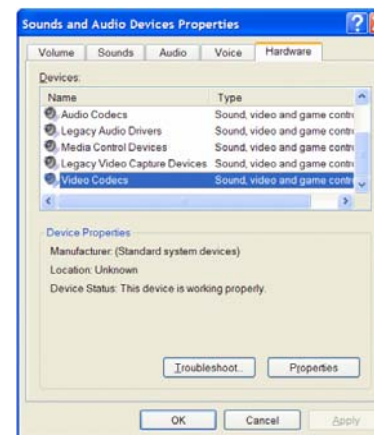 Sounds and Audio Devices Properties
Volume Sounds Audio Voice Hardware
Devices:
Name Type
Audio Codecs Sound, video and game contr
Legacy Audio Drivers Sound, video and game contr
Media Control Devices Sound, video and game contr
Legacy Video Capture Devices Sound, video and game contr
Video Codecs Sound, video and game contr
Device Properties
Manufacturer: (Standard system devices)
Location: Unknown
Device Status: This device is working properly.
Troubleshoot... Properties
OK Cancel Apply